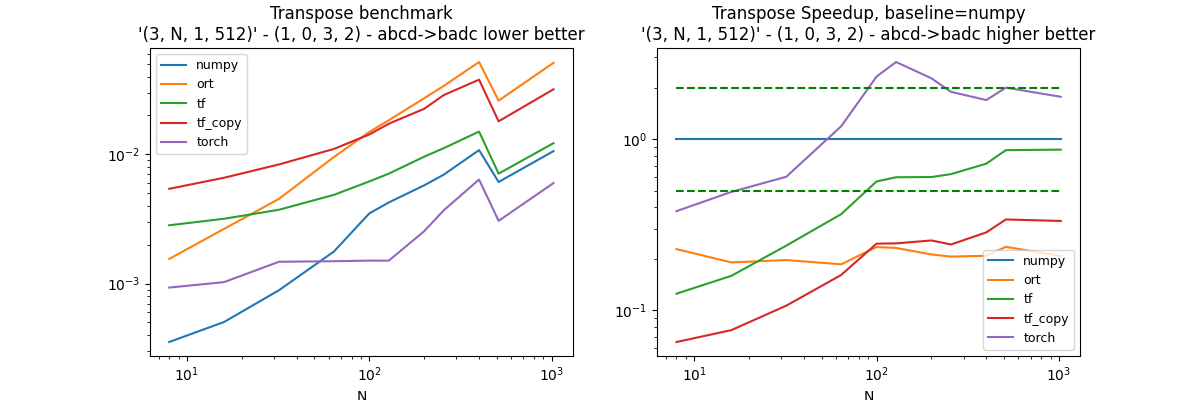 Transpose benchmark
'(3, N, 1, 512)' - (1, 0, 3, 2) - abcd->badc lower better
numpy
ort
tf
tf_copy
torch
10⁻²
10⁻³
10¹
10²
10³
N
Transpose Speedup, baseline=numpy
'(3, N, 1, 512)' - (1, 0, 3, 2) - abcd->badc higher better
10⁰
10⁻¹
numpy
ort
tf
tf_copy
torch
10¹
10²
10³
N